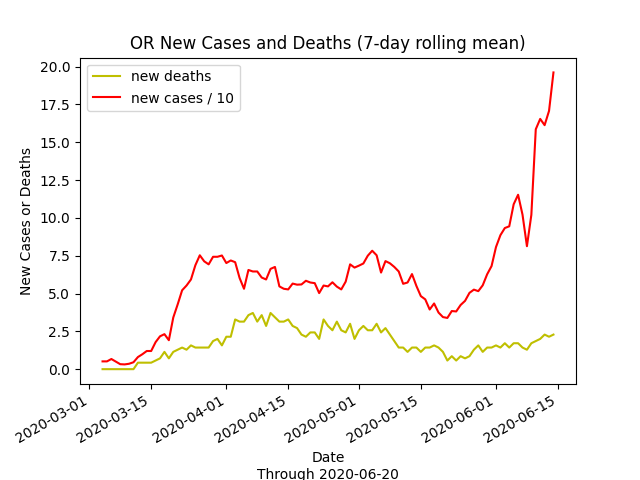 OR New Cases and Deaths (7-day rolling mean)
new deaths
new cases / 10
New Cases or Deaths
20.0
17.5
15.0
12.5
10.0
7.5
5.0
2.5
0.0
2020-03-01
2020-03-15
2020-04-01
2020-04-15
2020-05-01
2020-05-15
2020-06-01
2020-06-15
Date
Through 2020-06-20